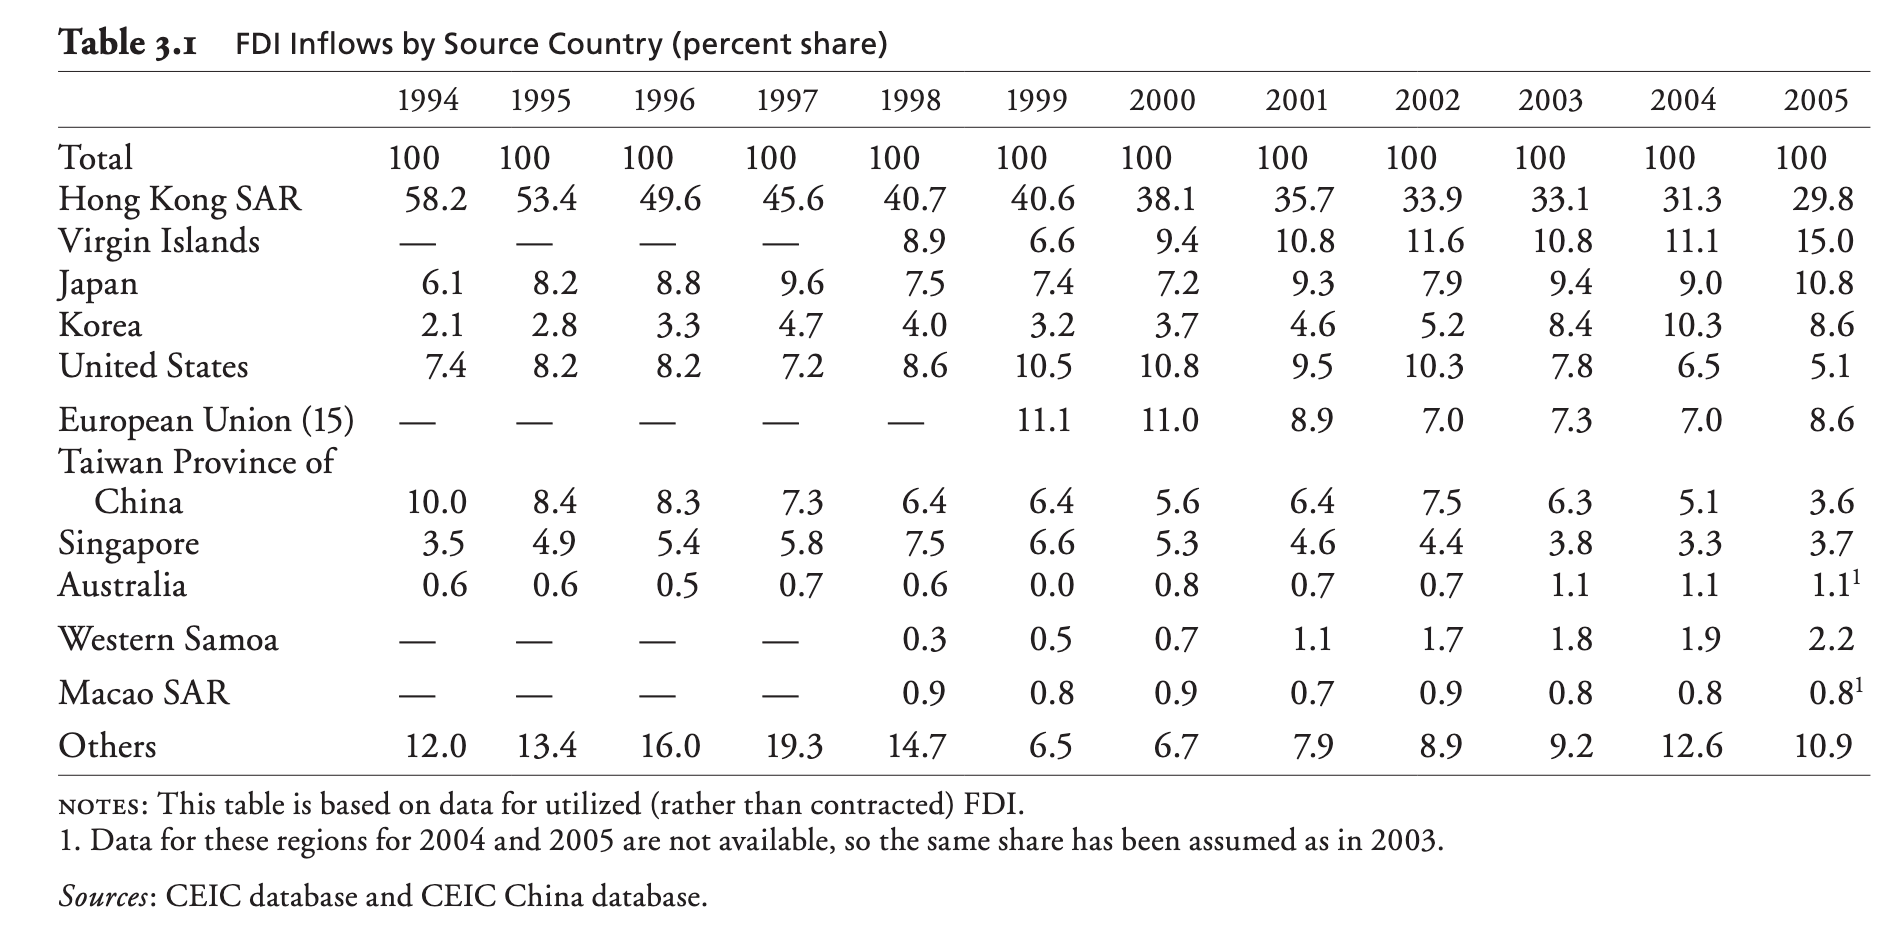 Table 3.1 FDI Inflows by Source Country (percent share)
1994 1995 1996 1997 1998 1999 2000 2001 2002 2003 2004 2005
Total 100 100 100 100 100 100 100 100 100 100 100 100
Hong Kong SAR 58.2 53.4 49.6 45.6 40.7 40.6 38.1 35.7 33.9 33.1 31.3 29.8
Virgin Islands — — — — 8.9 6.6 9.4 10.8 11.6 10.8 11.1 15.0
Japan 6.1 8.2 8.8 9.6 7.5 7.4 7.2 9.3 7.9 9.4 9.0 10.8
Korea 2.1 2.8 3.3 4.7 4.0 3.2 3.7 4.6 5.2 8.4 10.3 8.6
United States 7.4 8.2 8.2 7.2 8.6 10.5 10.8 9.5 10.3 7.8 6.5 5.1
European Union (15) — — — — — 11.1 11.0 8.9 7.0 7.3 7.0 8.6
Taiwan Province of
China 10.0 8.4 8.3 7.3 6.4 6.4 5.6 6.4 7.5 6.3 5.1 3.6
Singapore 3.5 4.9 5.4 5.8 7.5 6.6 5.3 4.6 4.4 3.8 3.3 3.7
Australia 0.6 0.6 0.5 0.7 0.6 0.0 0.8 0.7 0.7 1.1 1.1 1.1¹
Western Samoa — — — — 0.3 0.5 0.7 1.1 1.7 1.8 1.9 2.2
Macao SAR — — — — 0.9 0.8 0.9 0.7 0.9 0.8 0.8 0.8¹
Others 12.0 13.4 16.0 19.3 14.7 6.5 6.7 7.9 8.9 9.2 12.6 10.9
NOTES: This table is based on data for utilized (rather than contracted) FDI.
1. Data for these regions for 2004 and 2005 are not available, so the same share has been assumed as in 2003.
Sources: CEIC database and CEIC China database.